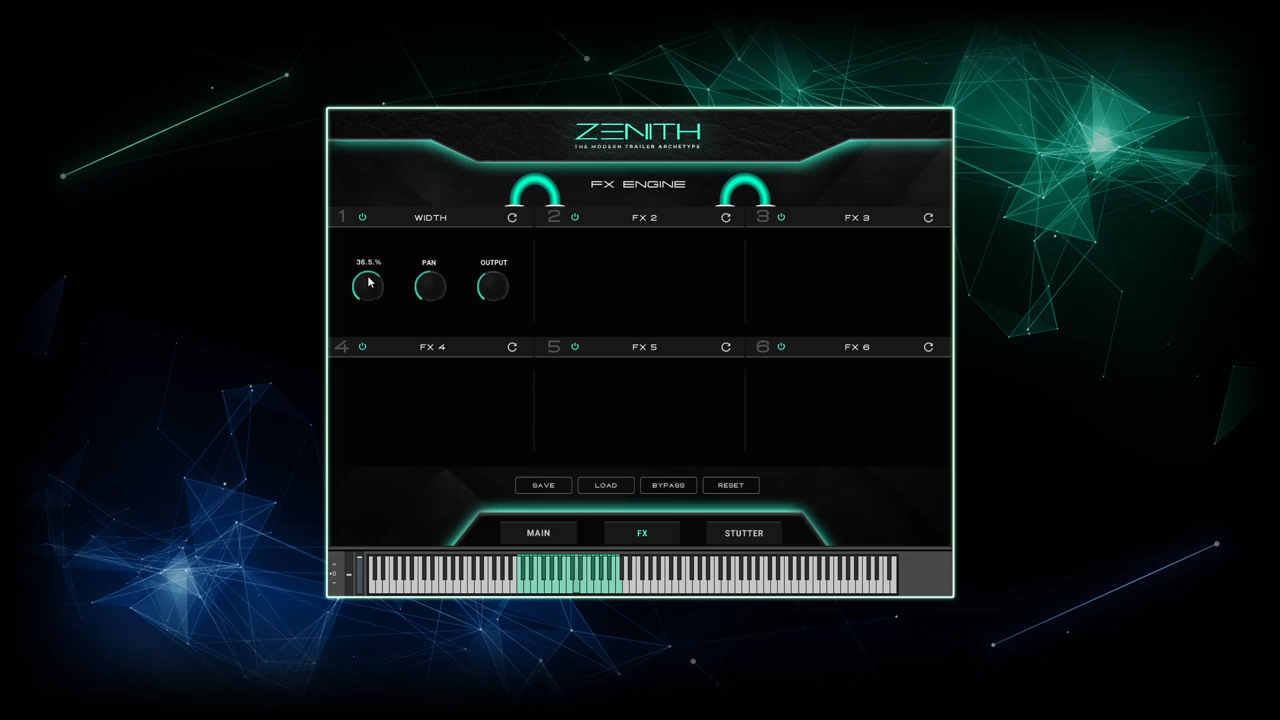 ZENITH
THE MODERN TRAILER ARCHETYPE
FX ENGINE
1 WIDTH 2 FX 2 3 FX 3
36.5.% PAN OUTPUT
4 FX 4 5 FX 5 6 FX 6
SAVE LOAD BYPASS RESET
MAIN FX STUTTER
+0